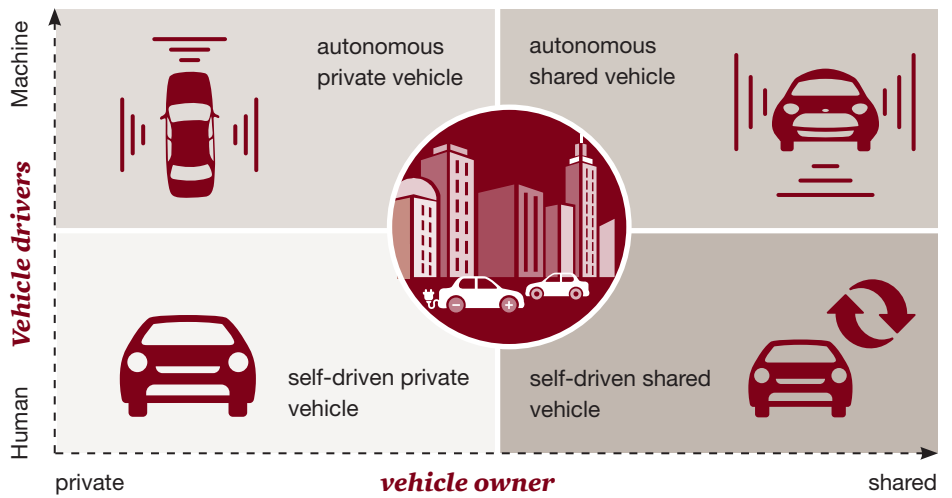 Machine
Vehicle drivers
Human
autonomous
private vehicle
autonomous
shared vehicle
self-driven private
vehicle
self-driven shared
vehicle
private
vehicle owner
shared